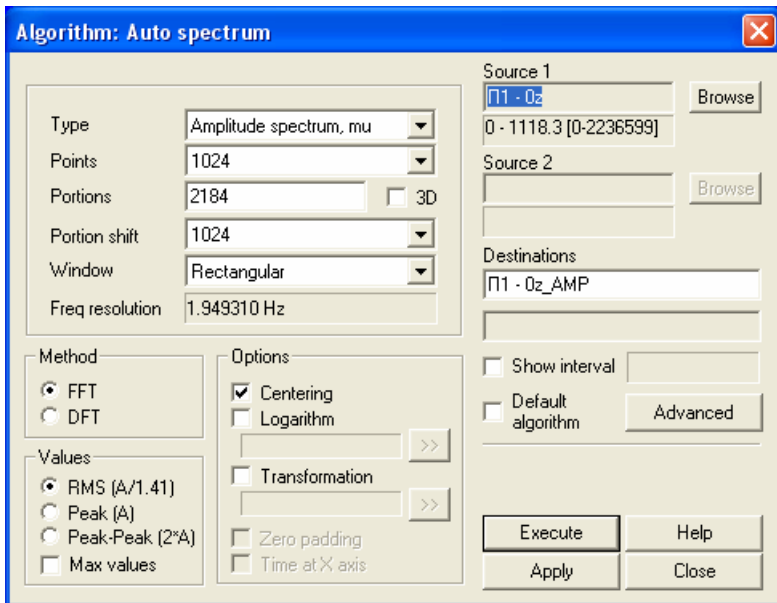 Algorithm: Auto spectrum
Type Amplitude spectrum, mu
Points 1024
Portions 2184 3D
Portion shift 1024
Window Rectangular
Freq resolution 1.949310 Hz
Method
FFT
DFT
Values
RMS (A/1.41)
Peak (A)
Peak-Peak (2*A)
Max values
Options
Centering
Logarithm
>>
Transformation
>>
Zero padding
Time at X axis
Source 1
П1 - 0z Browse
0 - 1118.3 [0-2236599]
Source 2
Browse
Destinations
П1 - 0z_AMP
Show interval
Default
algorithm
Advanced
Execute Help
Apply Close